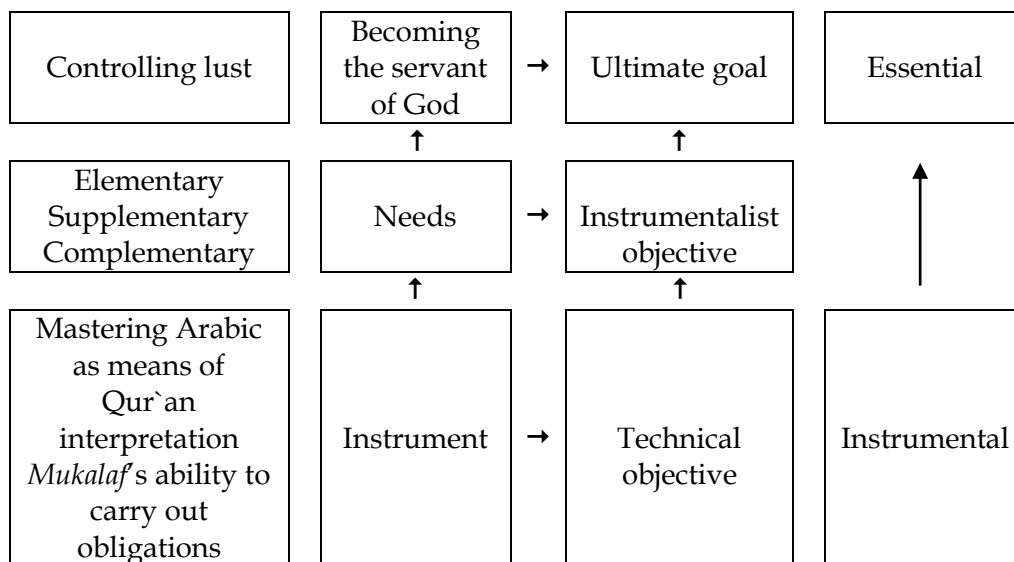 Controlling lust
Becoming
the servant
of God
→
Ultimate goal
Essential
↑
↑
Elementary
Supplementary
Complementary
Needs
→
Instrumentalist
objective
↑
↑
Mastering Arabic
as means of
Qur`an
interpretation
Mukalaf’s ability to
carry out
obligations
Instrument
→
Technical
objective
Instrumental